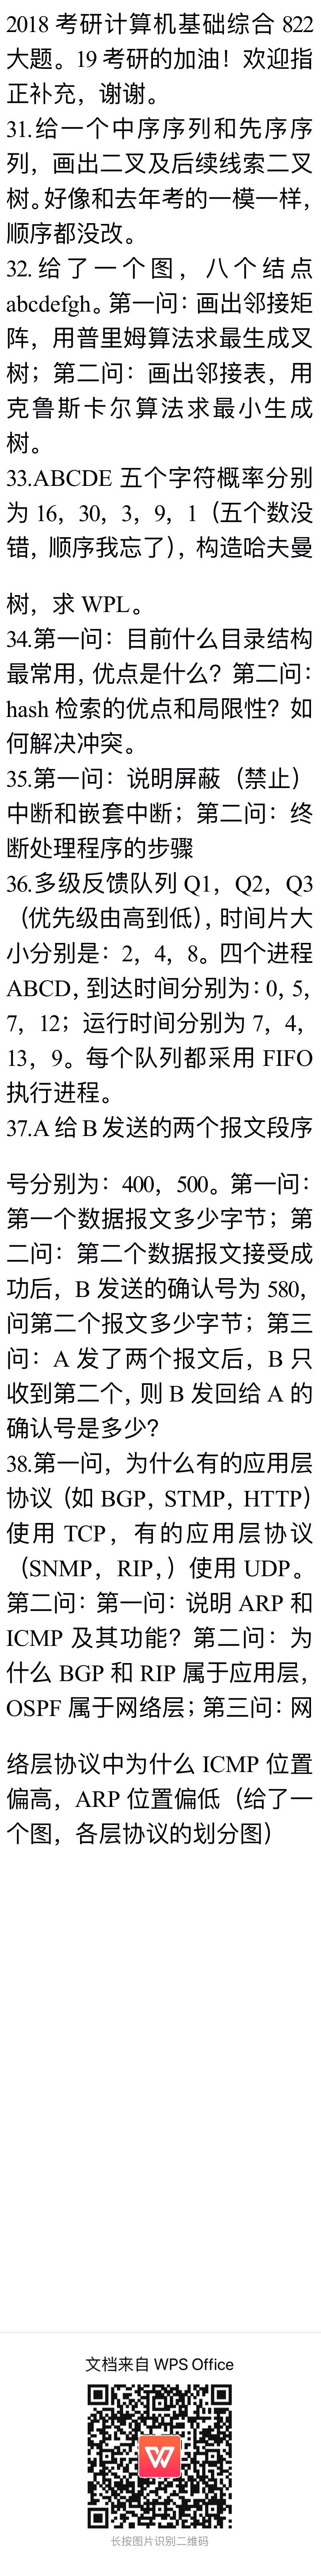 2018 考研计算机基础综合 822
大题。19 考研的加油！欢迎指
正补充，谢谢。
31.给一个中序序列和先序序
列，画出二叉及后续线索二叉
树。好像和去年考的一模一样，
顺序都没改。
32.给了一个图，八个结点
abcdefgh。第一问：画出邻接矩
阵，用普里姆算法求最生成叉
树；第二问：画出邻接表，用
克鲁斯卡尔算法求最小生成
树。
33.ABCDE 五个字符概率分别
为 16，30，3，9，1（五个数没
错，顺序我忘了），构造哈夫曼
树，求 WPL。
34.第一问：目前什么目录结构
最常用，优点是什么？第二问：
hash 检索的优点和局限性？如
何解决冲突。
35.第一问：说明屏蔽（禁止）
中断和嵌套中断；第二问：终
断处理程序的步骤
36.多级反馈队列 Q1，Q2，Q3
（优先级由高到低），时间片大
小分别是：2，4，8。四个进程
ABCD，到达时间分别为：0，5，
7，12；运行时间分别为 7，4，
13，9。每个队列都采用 FIFO
执行进程。
37.A 给 B 发送的两个报文段序
号分别为：400，500。第一问：
第一个数据报文多少字节；第
二问：第二个数据报文接受成
功后，B 发送的确认号为 580，
问第二个报文多少字节；第三
问：A 发了两个报文后，B 只
收到第二个，则 B 发回给 A 的
确认号是多少？
38.第一问，为什么有的应用层
协议（如 BGP，STMP，HTTP）
使用 TCP，有的应用层协议
（SNMP，RIP，）使用 UDP。
第二问：第一问：说明 ARP 和
ICMP 及其功能？第二问：为
什么 BGP 和 RIP 属于应用层，
OSPF 属于网络层；第三问：网
络层协议中为什么 ICMP 位置
偏高，ARP 位置偏低（给了一
个图，各层协议的划分图）
文档来自 WPS Office
长按图片识别二维码